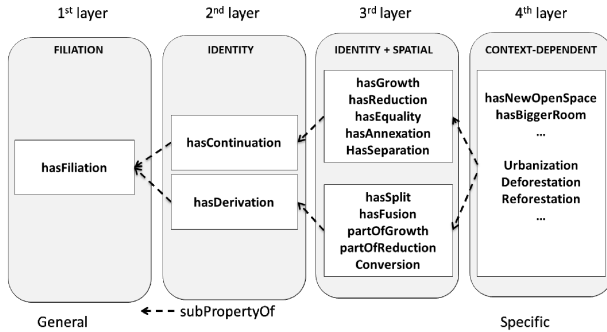 1st layer
2nd layer
3rd layer
4th layer
FILIATION
IDENTITY
IDENTITY + SPATIAL
CONTEXT-DEPENDENT
hasFiliation
hasContinuation
hasDerivation
hasGrowth
hasReduction
hasEquality
hasAnnexation
HasSeparation
hasSplit
hasFusion
partOfGrowth
partOfReduction
Conversion
hasNewOpenSpace
hasBiggerRoom
...
Urbanization
Deforestation
Reforestation
...
General
subPropertyOf
Specific